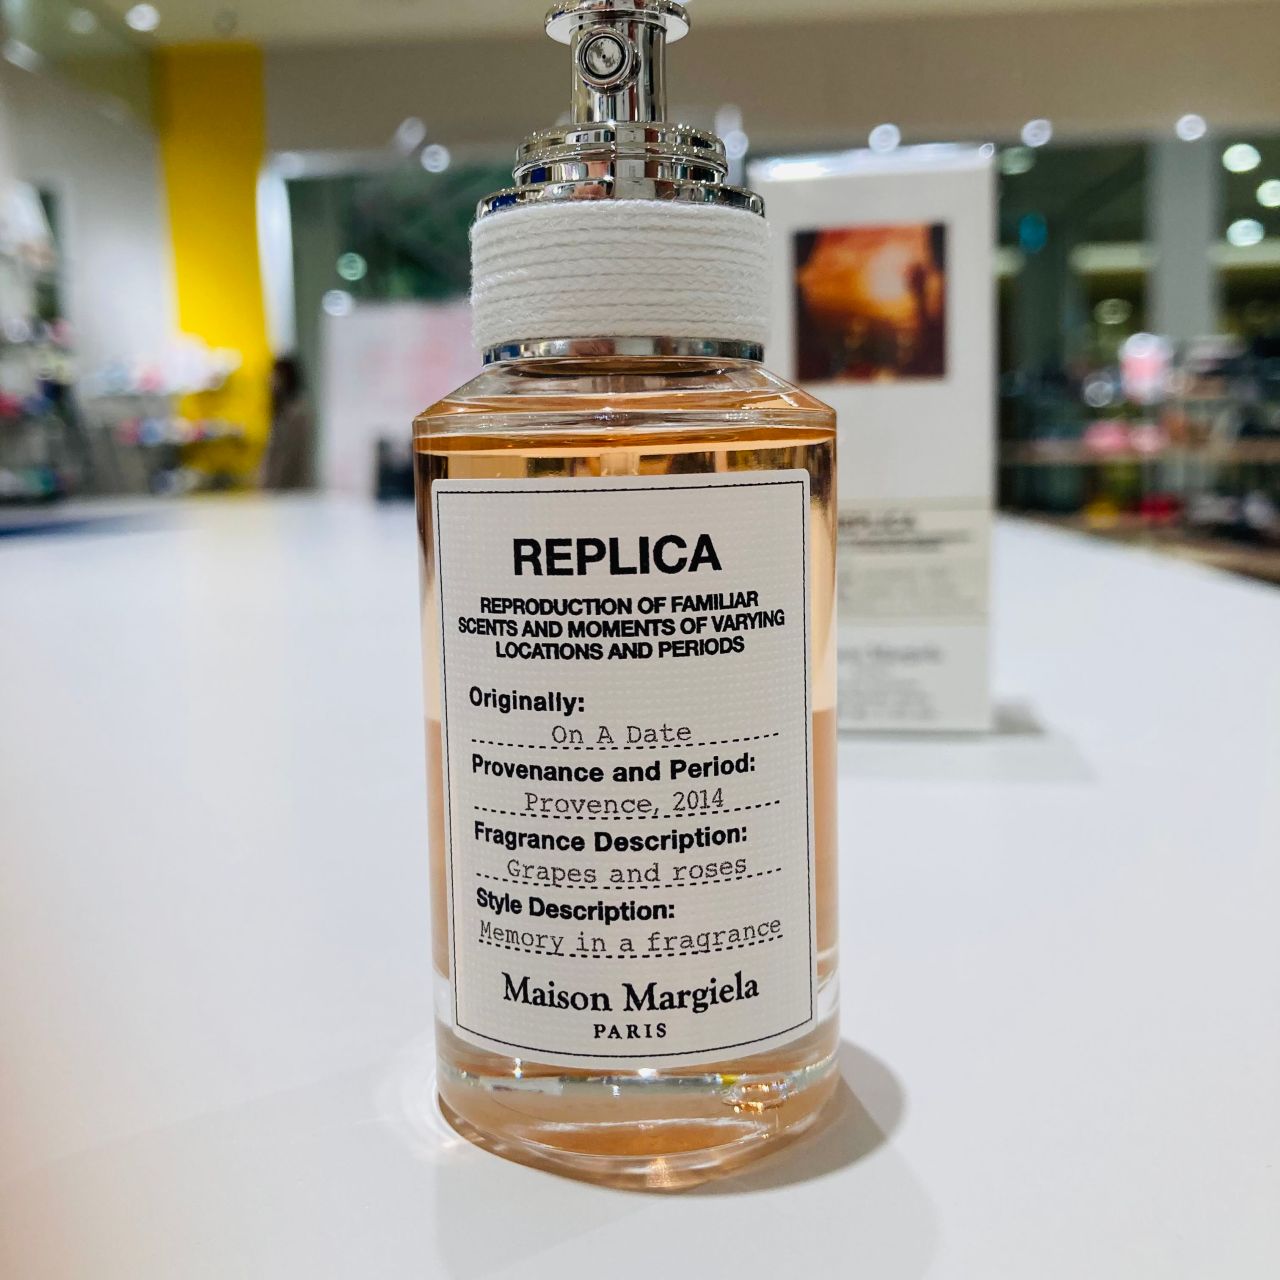 REPLICA
REPRODUCTION OF FAMILIAR
SCENTS AND MOMENTS OF VARYING
LOCATIONS AND PERIODS
Originally:
On A Date
Provenance and Period:
Provence, 2014
Fragrance Description:
Grapes and roses
Style Description:
Memory in a fragrance
Maison Margiela
PARIS